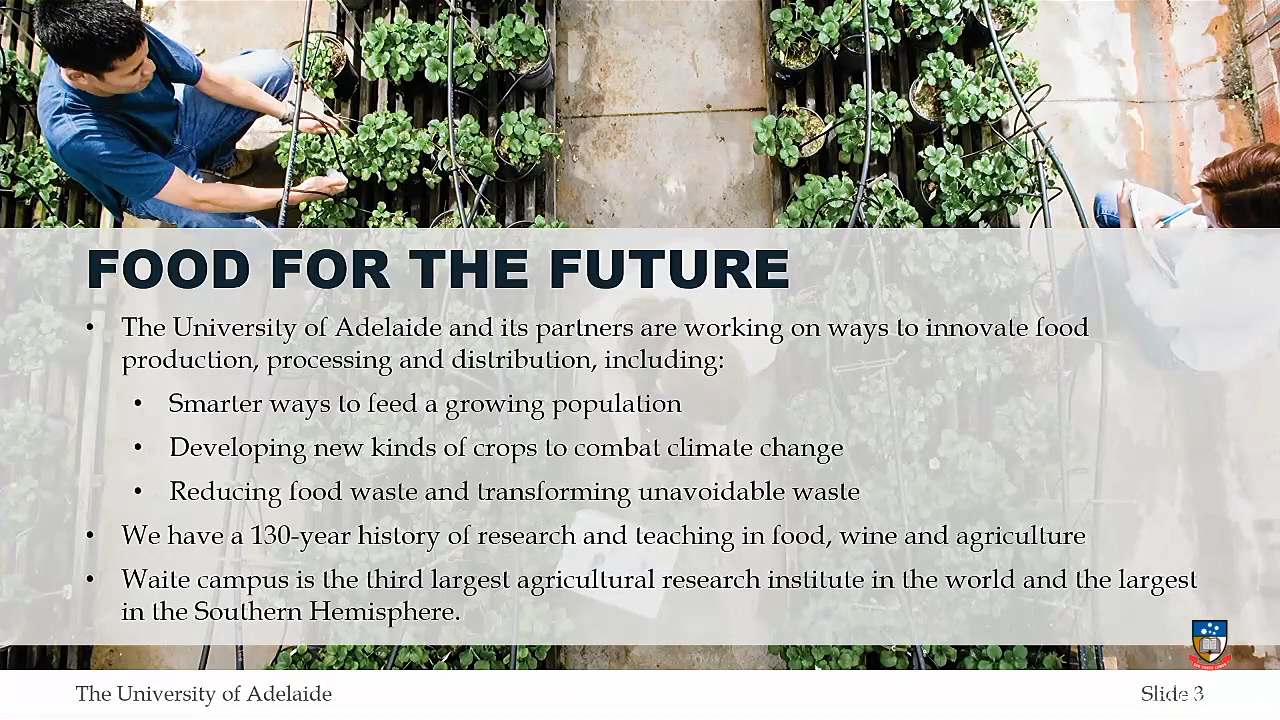 FOOD FOR THE FUTURE
• The University of Adelaide and its partners are working on ways to innovate food
production, processing and distribution, including:
• Smarter ways to feed a growing population
• Developing new kinds of crops to combat climate change
• Reducing food waste and transforming unavoidable waste
• We have a 130-year history of research and teaching in food, wine and agriculture
• Waite campus is the third largest agricultural research institute in the world and the largest
in the Southern Hemisphere.
The University of Adelaide
Slide 3